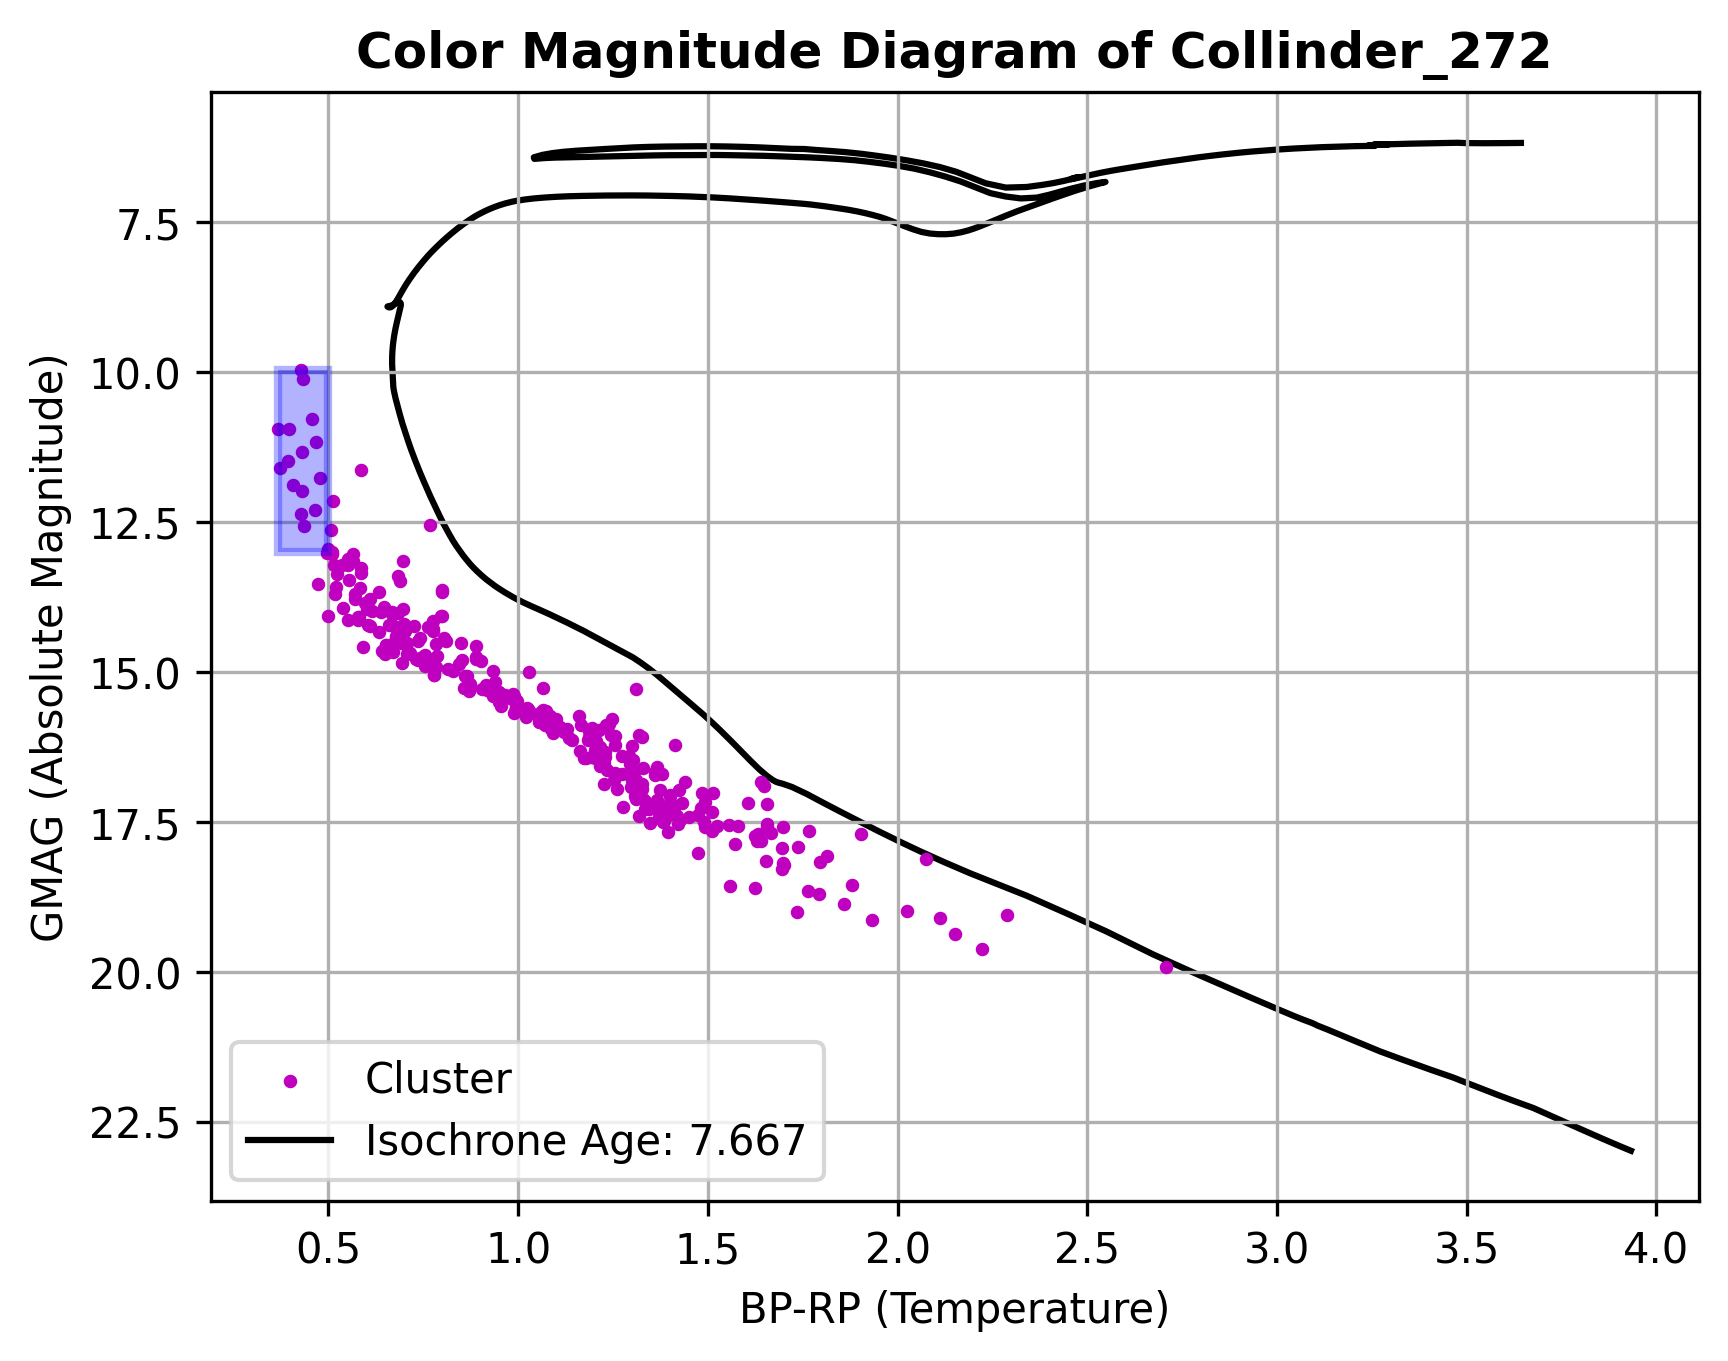 Color Magnitude Diagram of Collinder_272
GMAG (Absolute Magnitude)
7.5
10.0
12.5
15.0
17.5
20.0
22.5
Cluster
Isochrone Age: 7.667
0.5 1.0 1.5 2.0 2.5 3.0 3.5 4.0
BP-RP (Temperature)